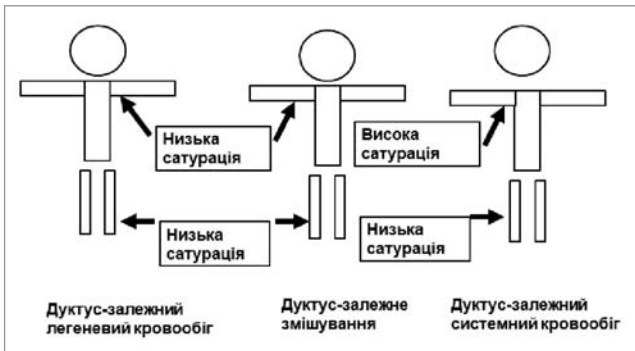 Низька
сатурація
Висока
сатурація
Низька
сатурація
Низька
сатурація
Дуктус-залежний
легеневий кровообіг
Дуктус-залежне
змішування
Дуктус-залежний
системний кровообіг